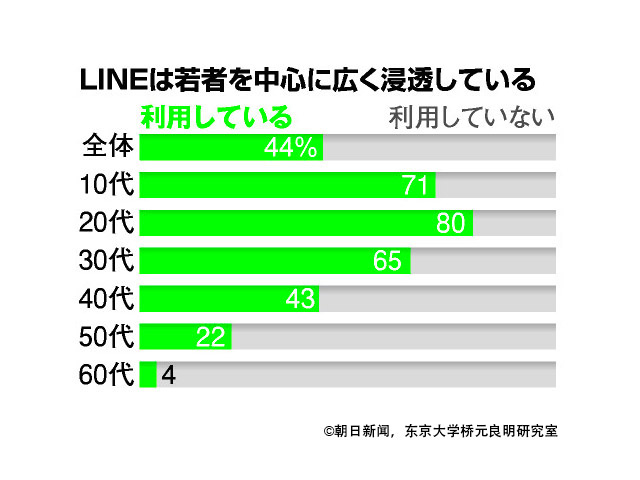 LINEは若者を中心に広く浸透している
利用している 利用していない
全体 44%
10代 71
20代 80
30代 65
40代 43
50代 22
60代 4
©朝日新闻，东京大学桥元良明研究室